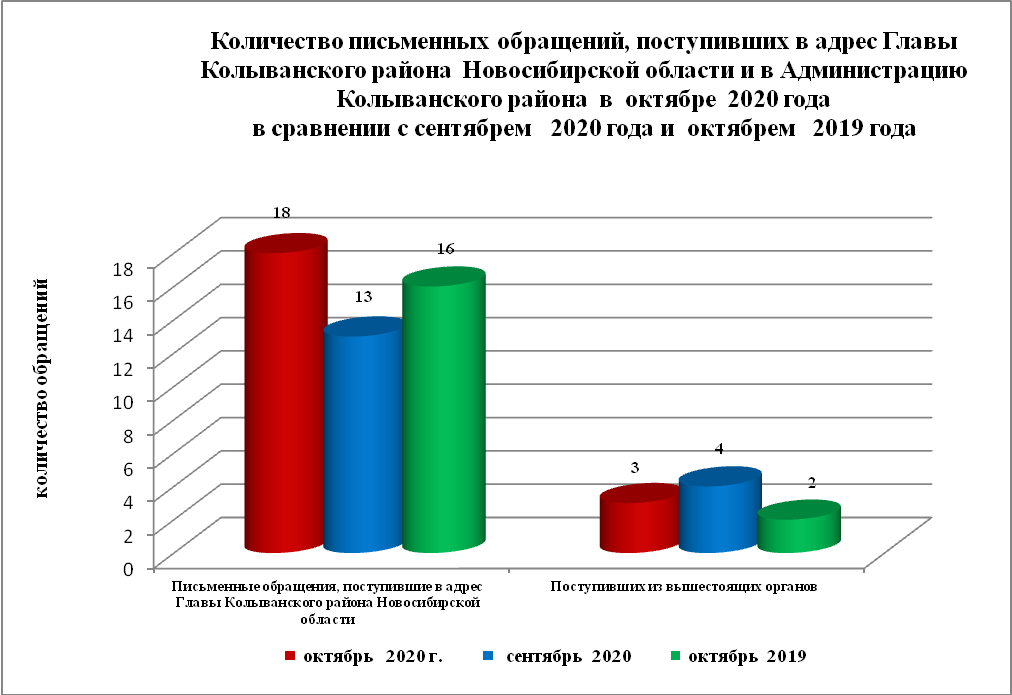 Количество письменных обращений, поступивших в адрес Главы
Колыванского района Новосибирской области и в Администрацию
Колыванского района в октябре 2020 года
в сравнении с сентябрем 2020 года и октябрем 2019 года
количество обращений
18
16
14
12
10
8
6
4
2
0
18
13
16
3
4
2
Письменные обращения, поступившие в адрес
Главы Колыванского района Новосибирской
области
Поступивших из вышестоящих органов
октябрь 2020 г.
сентябрь 2020
октябрь 2019